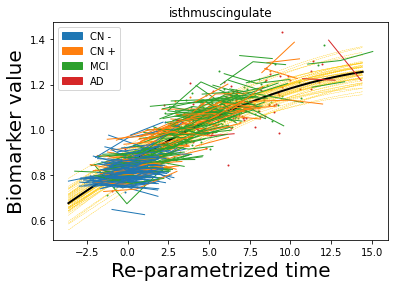 isthmuscingulate
Biomarker value
1.4
1.2
1.0
0.8
0.6
CN -
CN +
MCI
AD
−2.5 0.0 2.5 5.0 7.5 10.0 12.5 15.0
Re-parametrized time